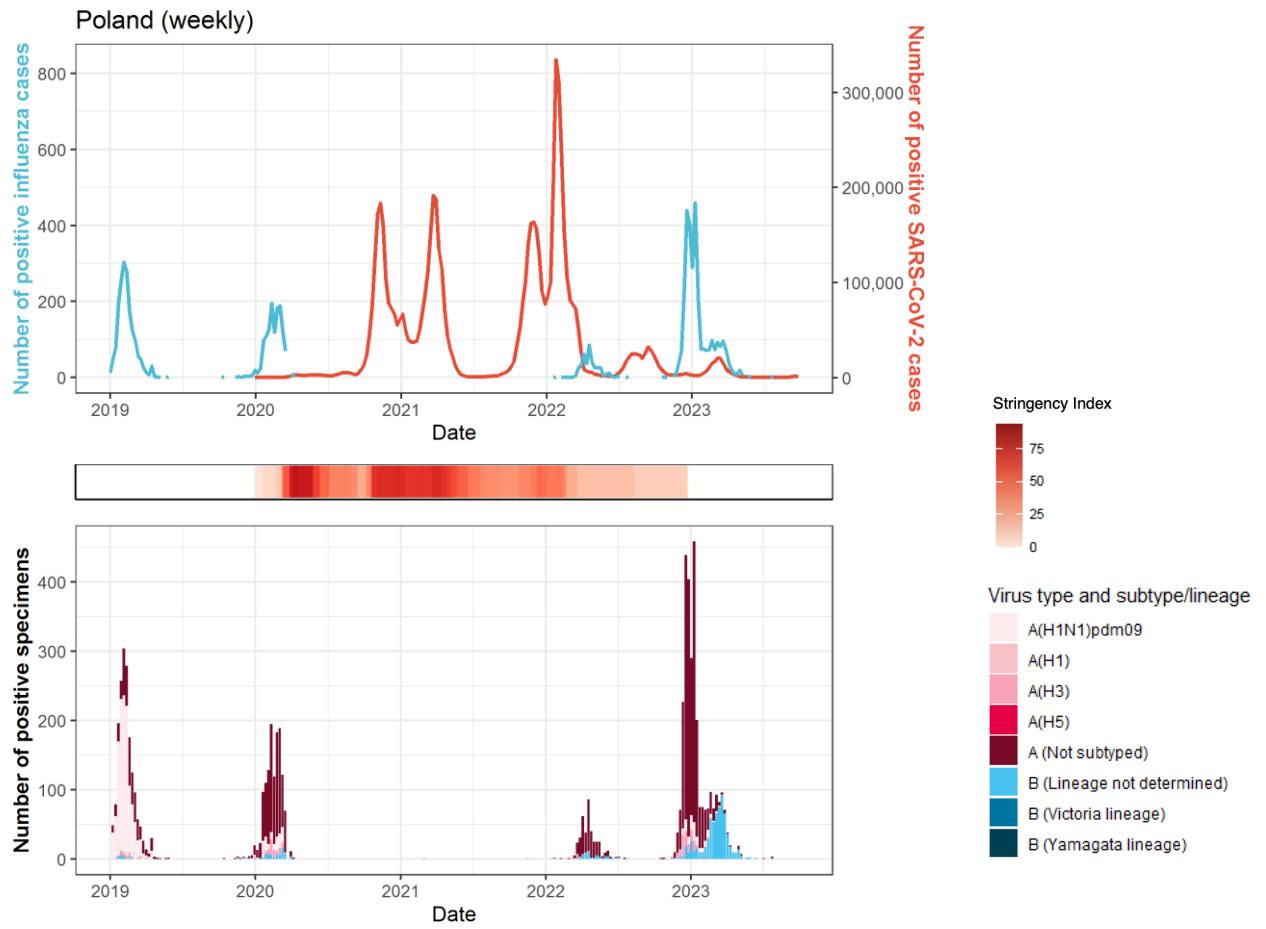 Poland (weekly)
Number of positive influenza cases
800
600
400
200
0
300,000
200,000
100,000
0
Number of positive SARS-CoV-2 cases
2019
2020
2021
2022
2023
Date
Stringency Index
75
50
25
0
Number of positive specimens
400
300
200
100
0
2019
2020
2021
2022
2023
Date
Virus type and subtype/lineage
A(H1N1)pdm09
A(H1)
A(H3)
A(H5)
A (Not subtyped)
B (Lineage not determined)
B (Victoria lineage)
B (Yamagata lineage)